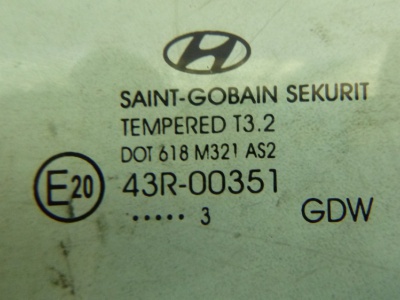 SAINT-GOBAIN SEKURIT
TEMPERED T3.2
DOT 618 M321 AS2
E20 43R-00351
..... 3 GDW